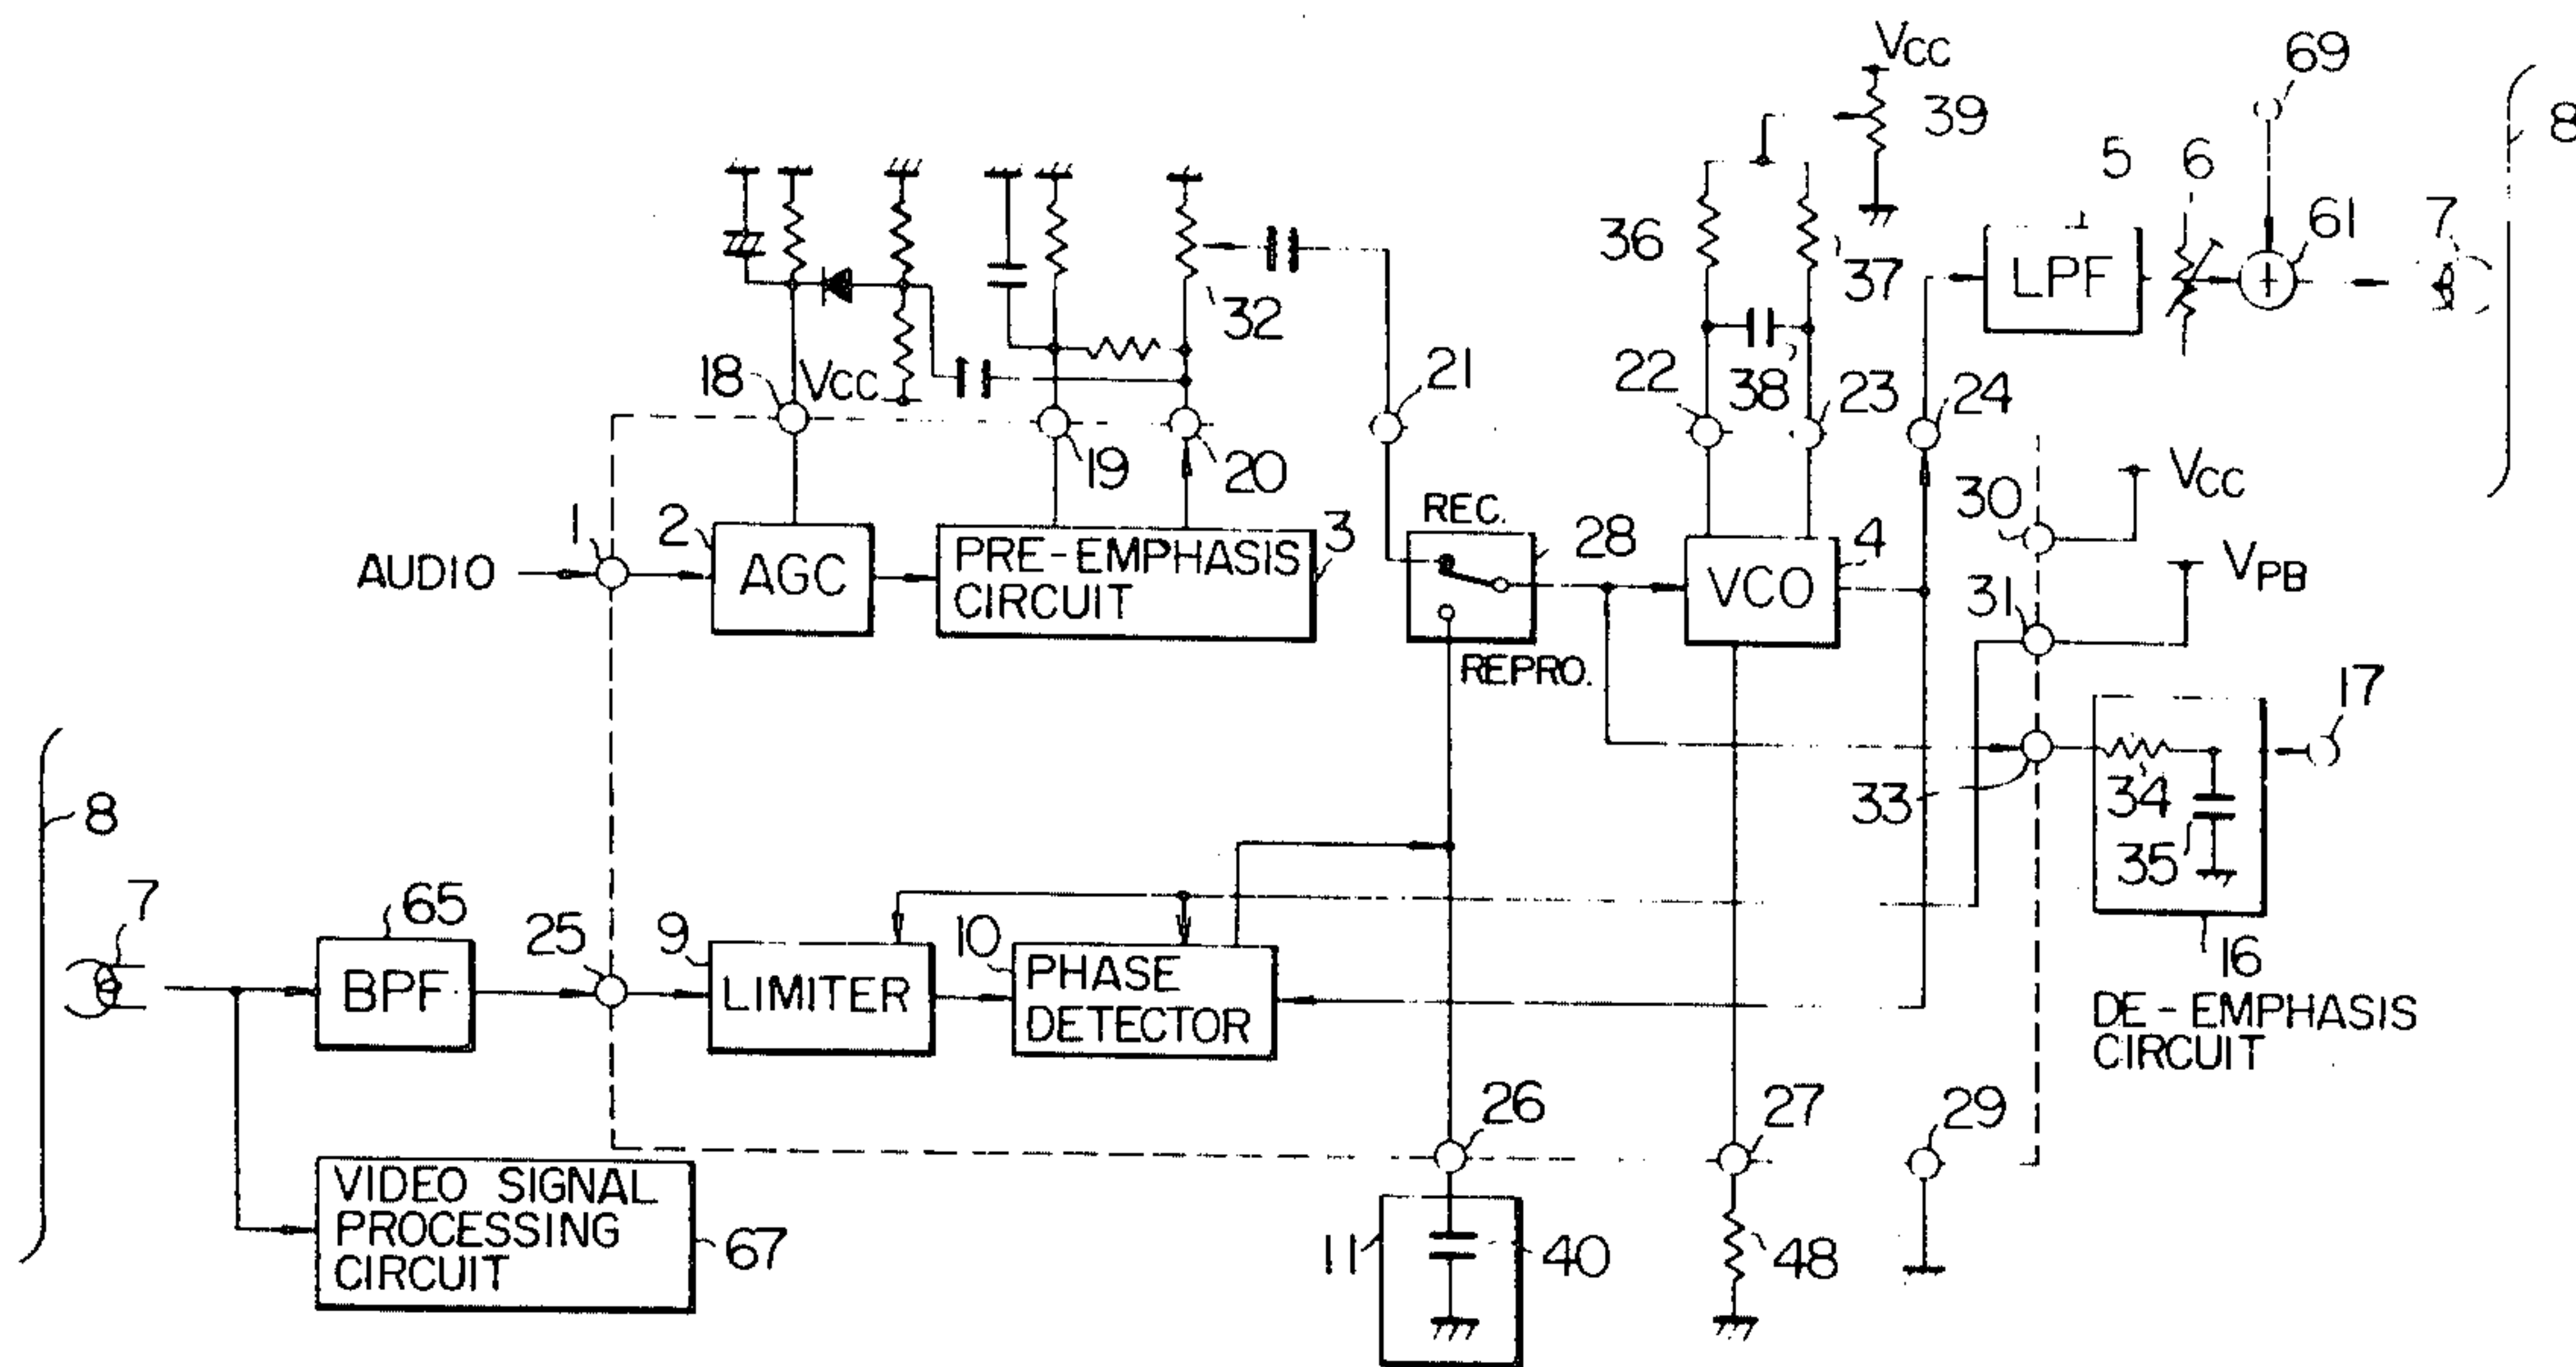 VCC
69
39
8
5
6
61
7
LPF
36
37
32
38
18
VCC
21
22
23
24
19
20
VCC
30
1
2
REC.
28
4
3
AUDIO
AGC
PRE-EMPHASIS
CIRCUIT
VCO
VPB
31
REPRO.
17
33
34
35
8
7
65
25
9
10
16
BPF
LIMITER
PHASE
DETECTOR
DE-EMPHASIS
CIRCUIT
26
27
29
VIDEO SIGNAL
PROCESSING
CIRCUIT
67
11
40
48